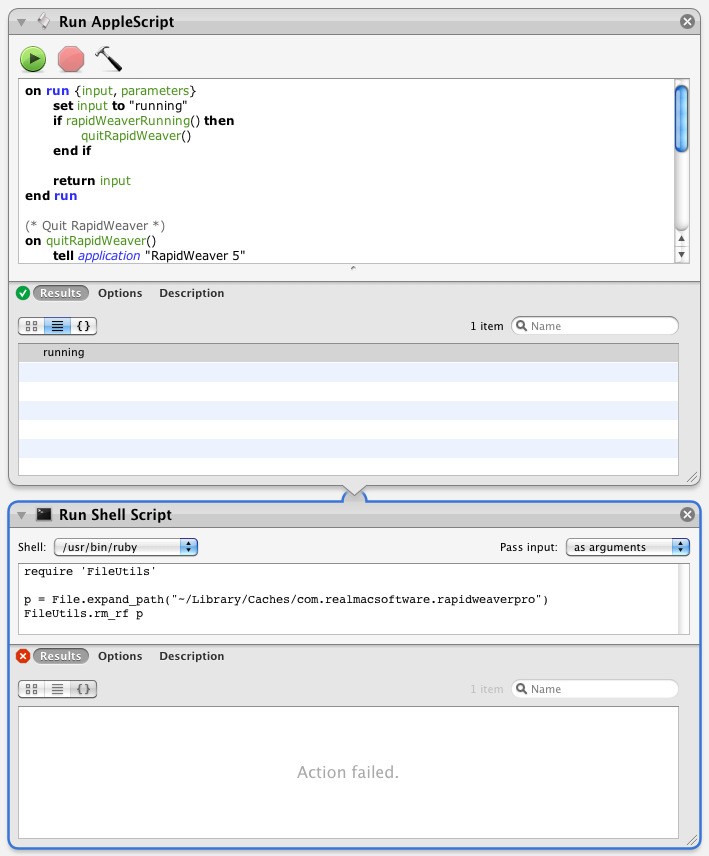 Run AppleScript
on run {input, parameters}
set input to "running"
if rapidWeaverRunning() then
quitRapidWeaver()
end if
return input
end run
(* Quit RapidWeaver *)
on quitRapidWeaver()
tell application "RapidWeaver 5"
Results Options Description
{} 1 item Name
running
Run Shell Script
Shell: /usr/bin/ruby Pass input: as arguments
require 'FileUtils'
p = File.expand_path("~/Library/Caches/com.realmacsoftware.rapidweaverpro")
FileUtils.rm_rf p
Results Options Description
{} 1 item Name
Action failed.